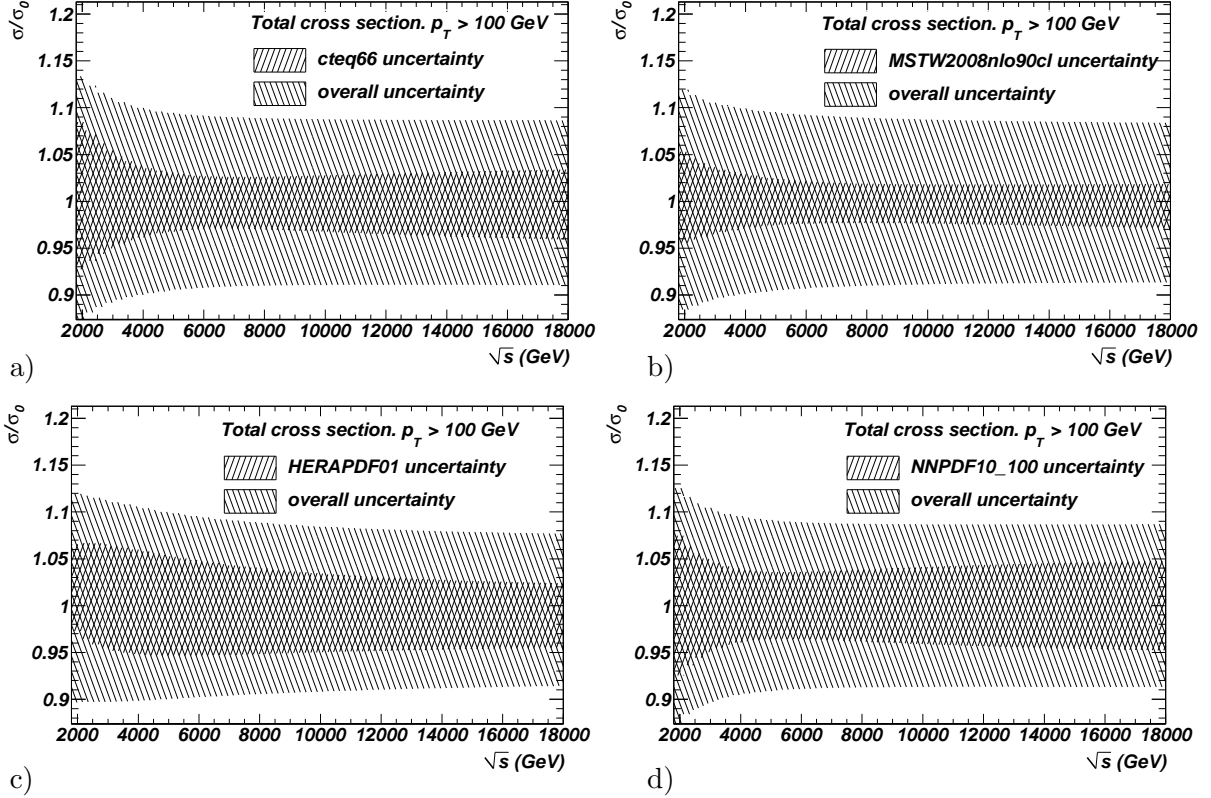 σ/σ0
1.2
1.15
1.1
1.05
1
0.95
0.9
Total cross section. pT > 100 GeV
cteq66 uncertainty
overall uncertainty
2000 4000 6000 8000 10000 12000 14000 16000 18000
√s (GeV)
a)
σ/σ0
1.2
1.15
1.1
1.05
1
0.95
0.9
Total cross section. pT > 100 GeV
MSTW2008nlo90cl uncertainty
overall uncertainty
2000 4000 6000 8000 10000 12000 14000 16000 18000
√s (GeV)
b)
σ/σ0
1.2
1.15
1.1
1.05
1
0.95
0.9
Total cross section. pT > 100 GeV
HERAPDF01 uncertainty
overall uncertainty
2000 4000 6000 8000 10000 12000 14000 16000 18000
√s (GeV)
c)
σ/σ0
1.2
1.15
1.1
1.05
1
0.95
0.9
Total cross section. pT > 100 GeV
NNPDF10_100 uncertainty
overall uncertainty
2000 4000 6000 8000 10000 12000 14000 16000 18000
√s (GeV)
d)